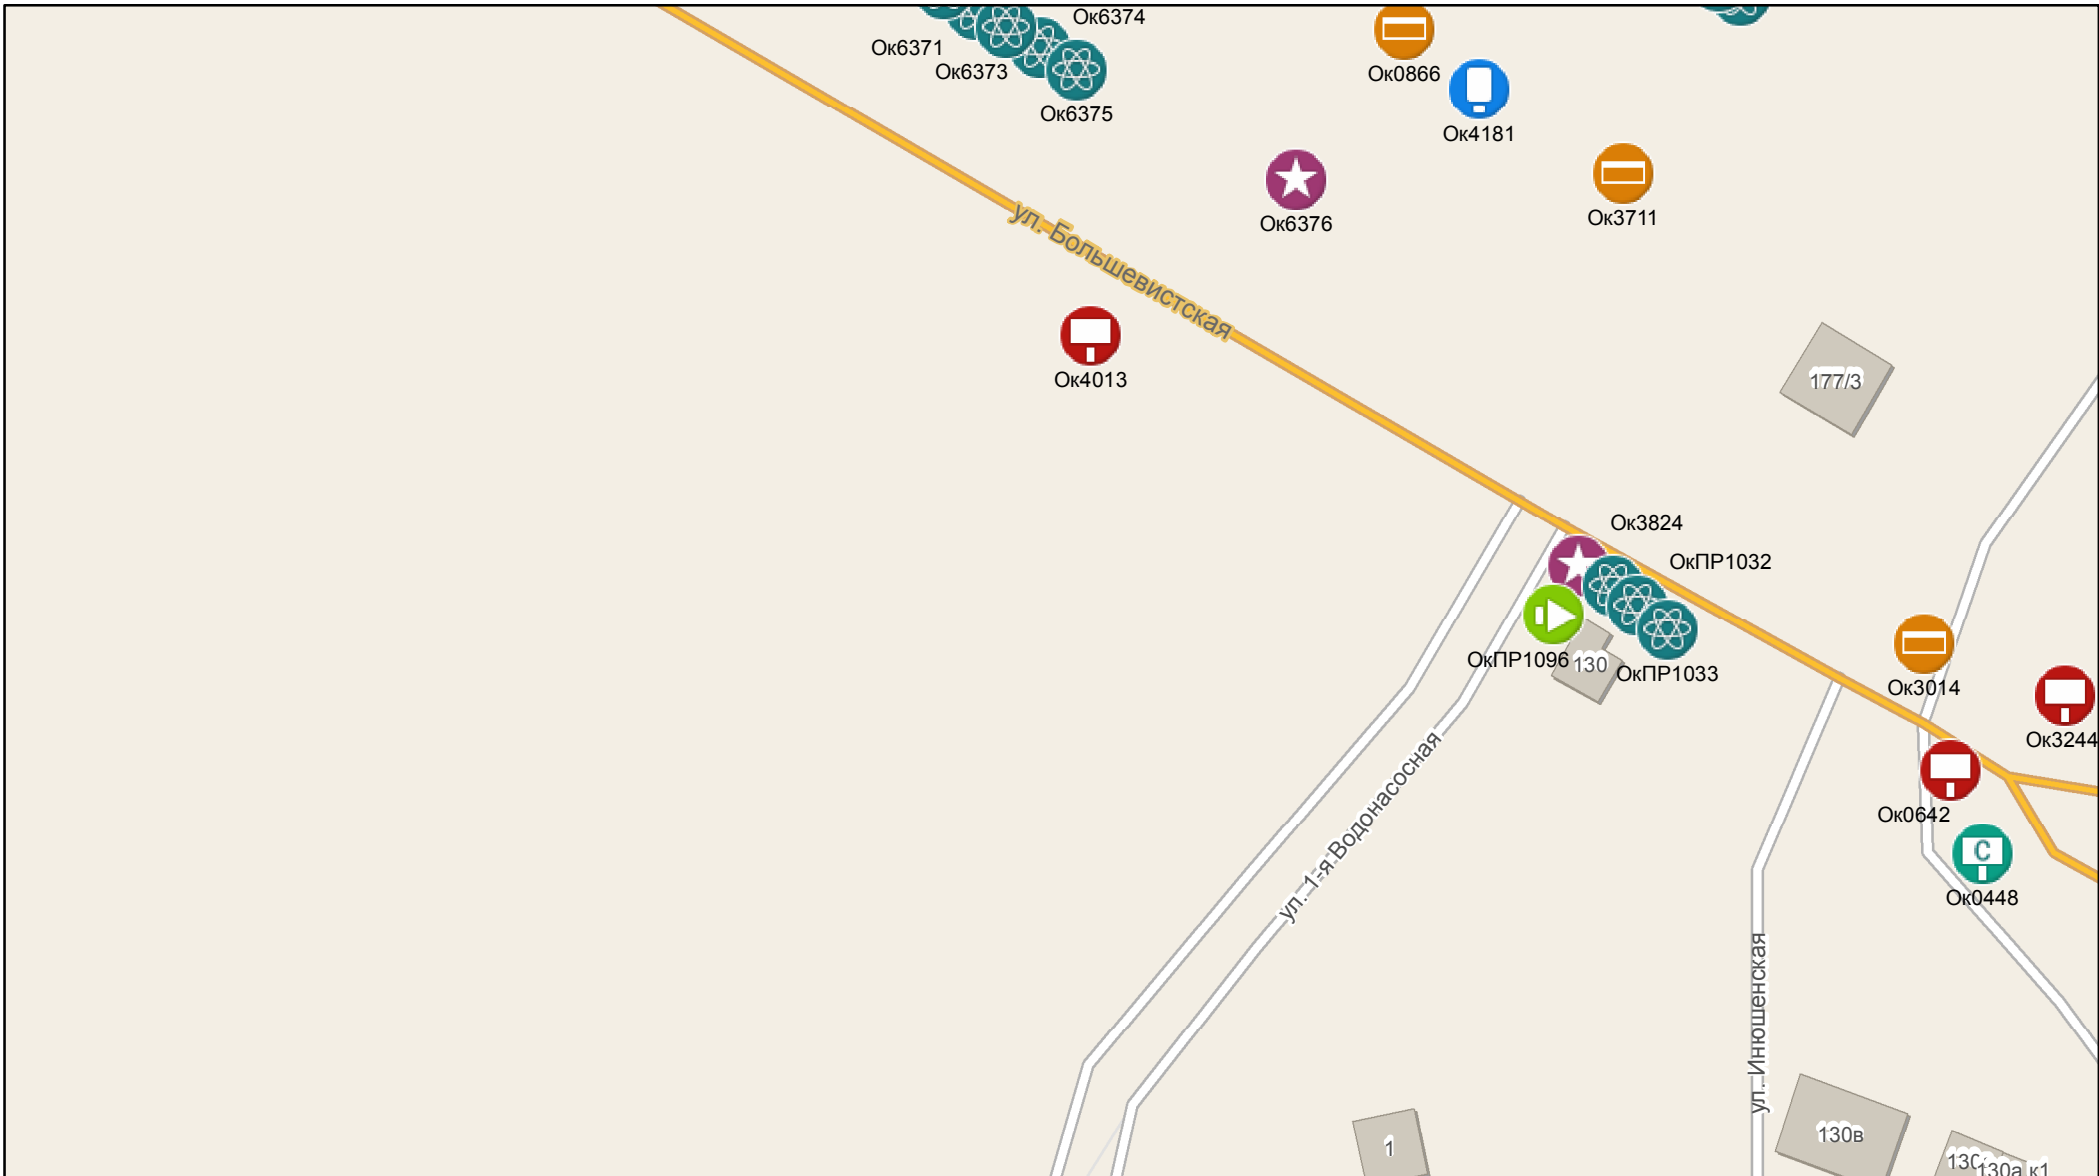 Ок6374
Ок6371
Ок6373
Ок6375
Ок0866
Ок4181
Ок6376
Ок3711
ул. Большевистская
Ок4013
177/3
Ок3824
ОкПР1032
ОкПР1096
130
ОкПР1033
Ок3014
Ок3244
Ок0642
С
Ок0448
ул. 1-я Водонасосная
ул. Инюшенская
130в
1
130а к1